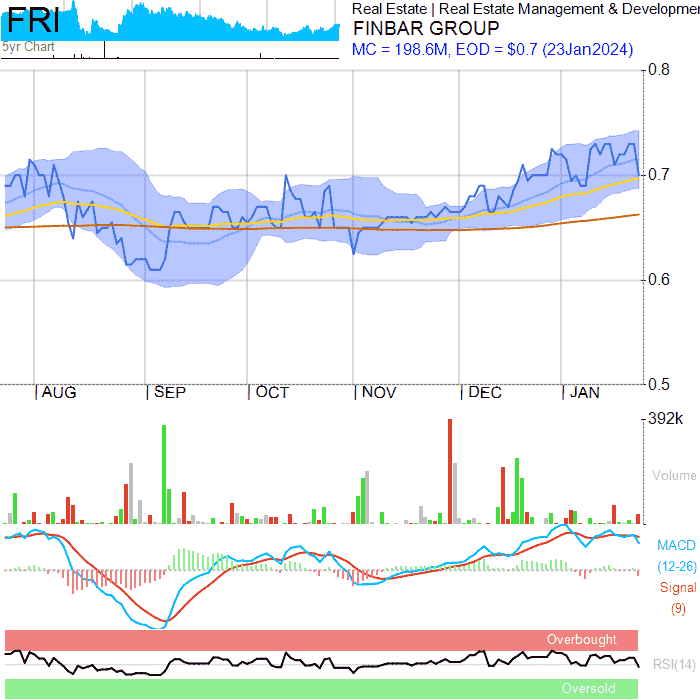 FRI
5yr Chart
Real Estate | Real Estate Management & Developmen
FINBAR GROUP
MC = 198.6M, EOD = $0.7 (23Jan2024)
0.8
0.7
0.6
0.5
AUG SEP OCT NOV DEC JAN
392k
Volume
MACD
(12-26)
Signal
(9)
Overbought
RSI(14)
Oversold